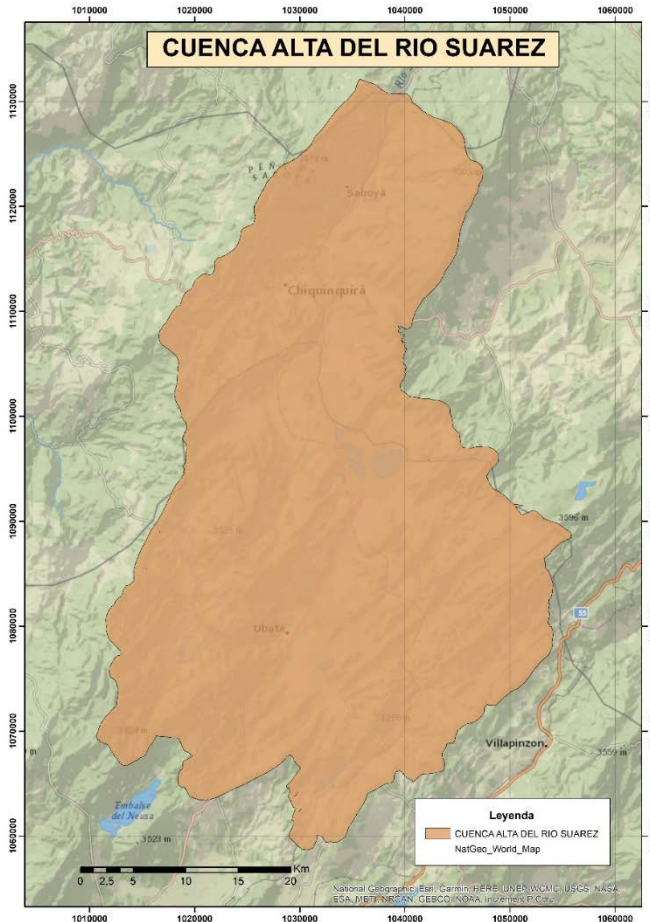 1010000 1020000 1030000 1040000 1050000 1060000
CUENCA ALTA DEL RIO SUAREZ
1130000
1120000
1110000
1100000
1090000
1080000
1070000
1060000
Saboyá
Chiquinquirá
3596 m
55
Ubaté
Villapinzon
3559 m
Embalse
del Neusa
3523 m
Leyenda
CUENCA ALTA DEL RIO SUAREZ
NatGeo_World_Map
Km
0 2,5 5 10 15 20
National Geographic, Esri, Garmin, HERE, UNEP-WCMC, USGS, NASA,
ESA, METI, NRCAN, GEBCO, NOAA, increment P Corp.
1010000 1020000 1030000 1040000 1050000 1060000